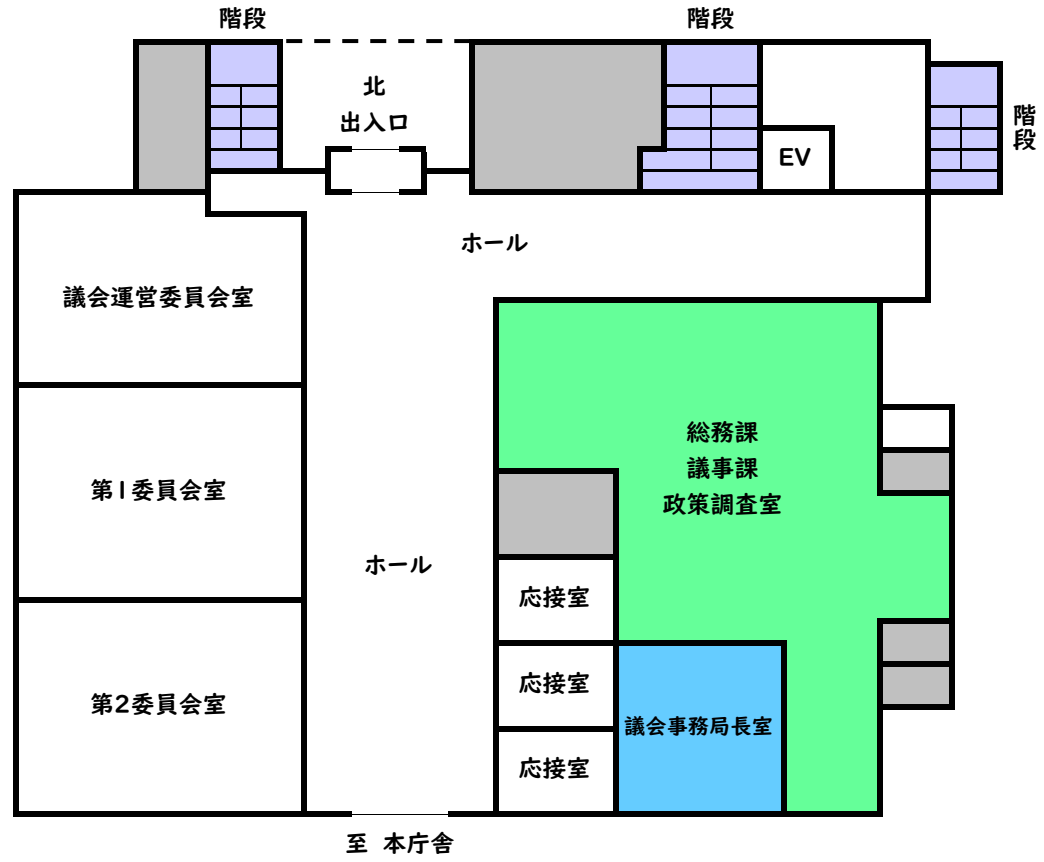 階段
階段
北
出入口
階段
EV
ホール
議会運営委員会室
総務課
議事課
政策調査室
第1委員会室
ホール
応接室
応接室
第2委員会室
議会事務局長室
応接室
至 本庁舎